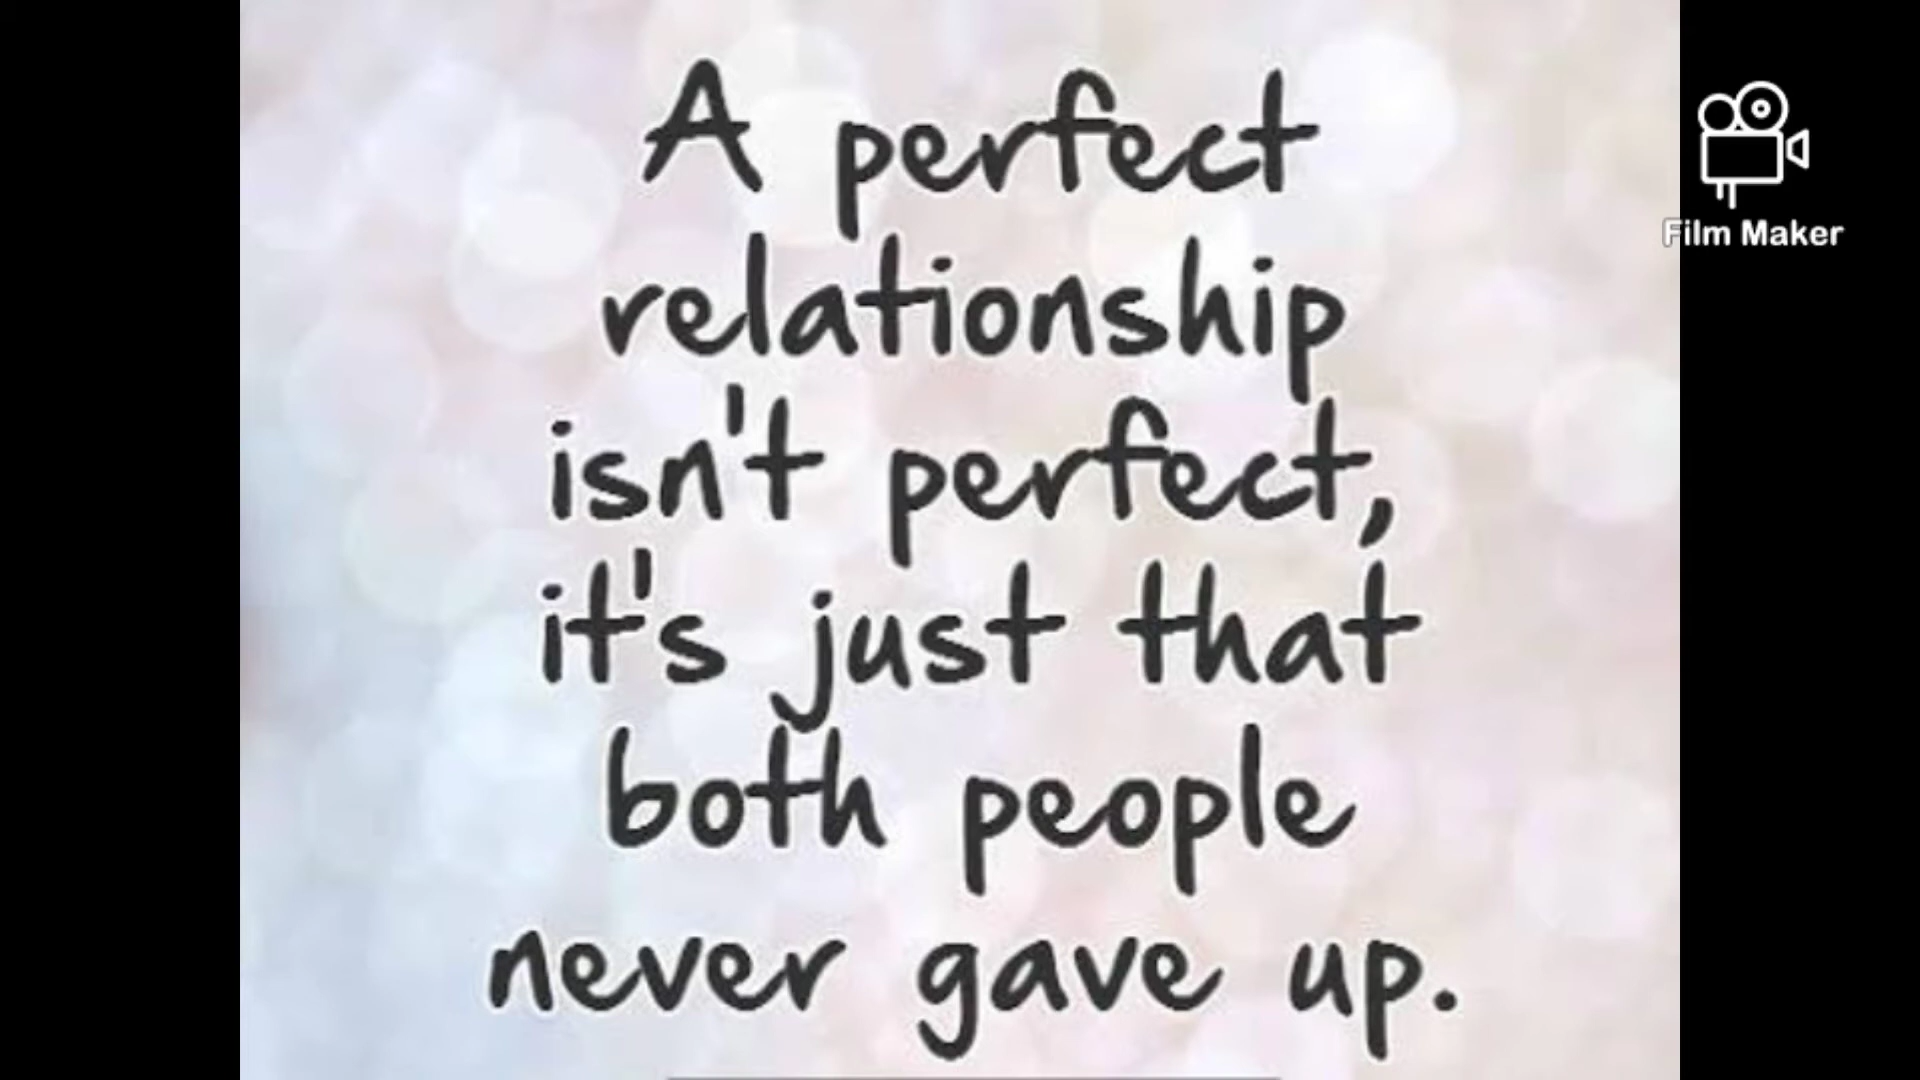 A perfect
relationship
isn't perfect,
it's just that
both people
never gave up.
Film Maker